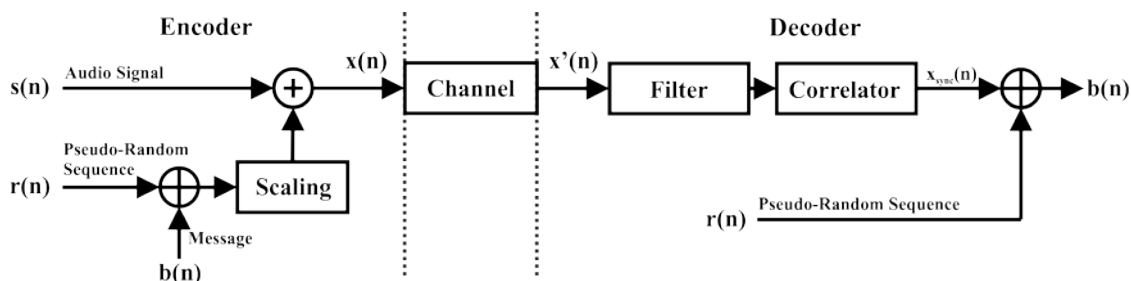 Encoder
Decoder
s(n)
Audio Signal
+
x(n)
Channel
x'(n)
Filter
Correlator
x_sync(n)
b(n)
Pseudo-Random
Sequence
r(n)
Scaling
Message
b(n)
Pseudo-Random Sequence
r(n)